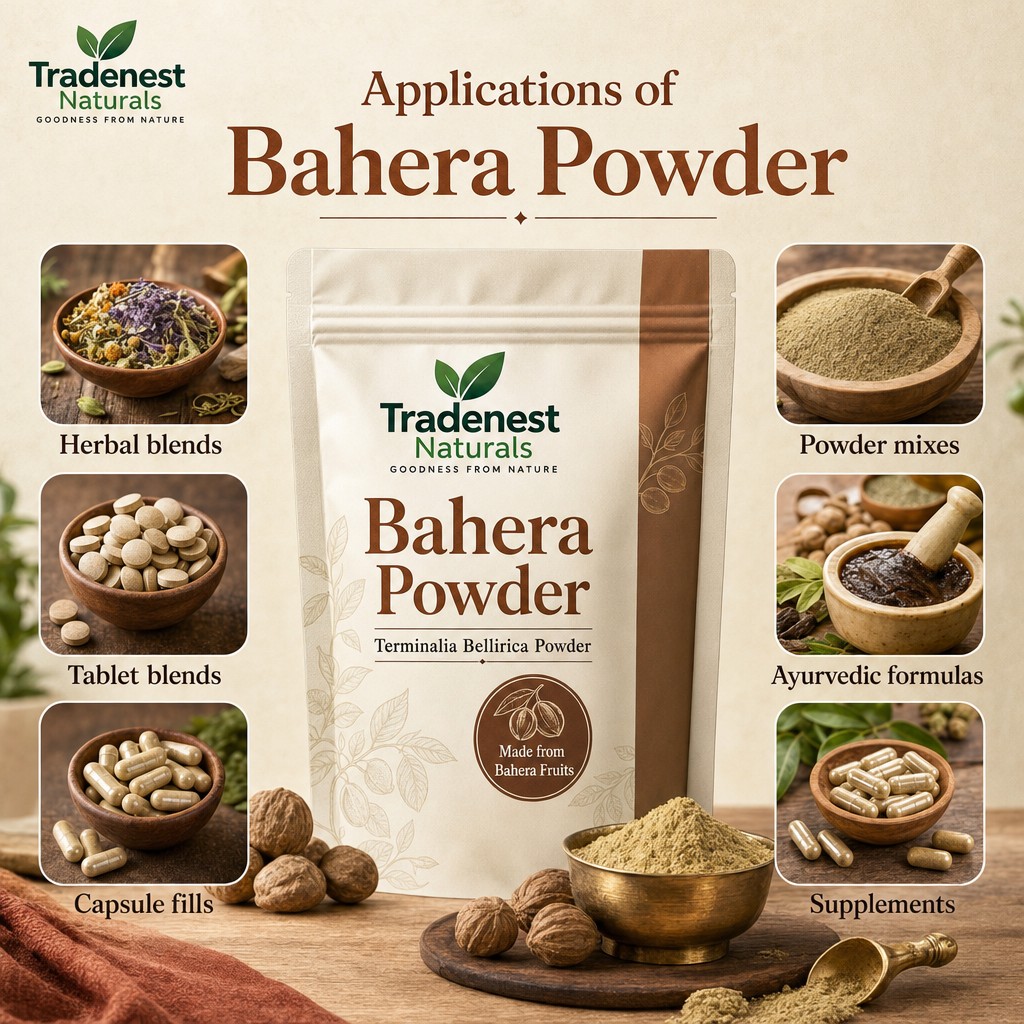 Tradenest
Naturals
GOODNESS FROM NATURE
Applications of
Bahera Powder
Herbal blends
Tablet blends
Capsule fills
Tradenest
Naturals
GOODNESS FROM NATURE
Bahera
Powder
Terminalia Bellirica Powder
Made from
Bahera Fruits
Powder mixes
Ayurvedic formulas
Supplements